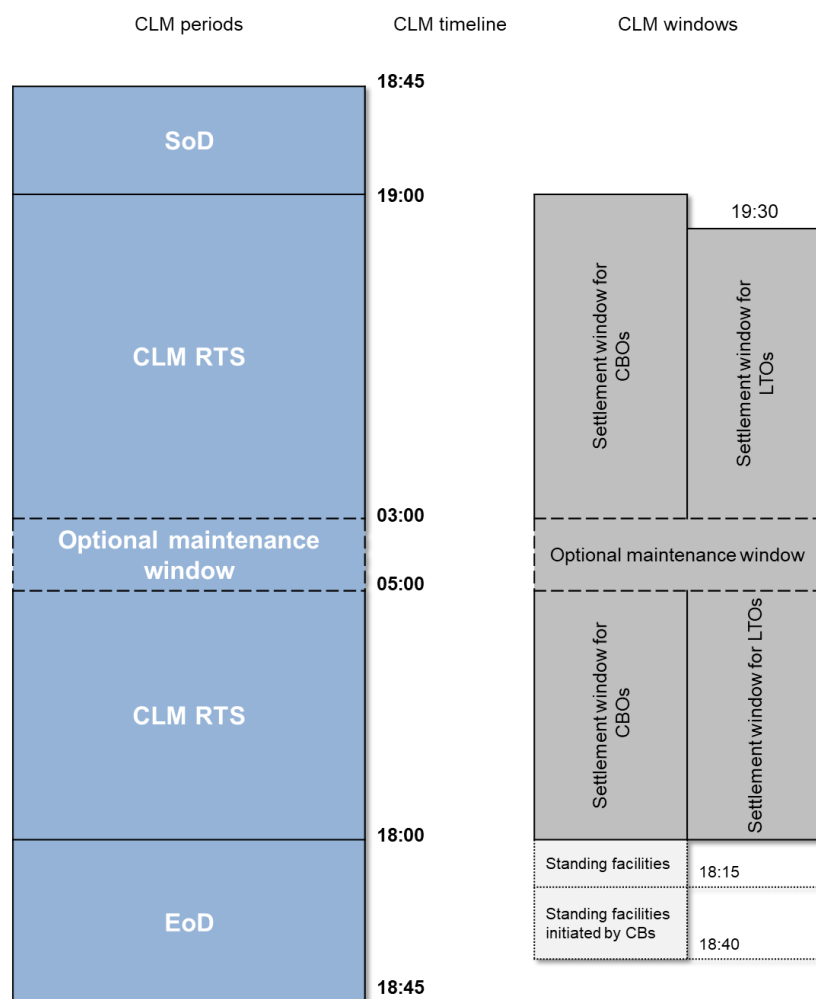 CLM periods
CLM timeline
CLM windows
18:45
SoD
19:00
19:30
CLM RTS
Settlement window for
CBOs
Settlement window for
LTOs
03:00
Optional maintenance
window
Optional maintenance window
05:00
CLM RTS
Settlement window for
CBOs
Settlement window for LTOs
18:00
Standing facilities
18:15
EoD
Standing facilities
initiated by CBs
18:40
18:45